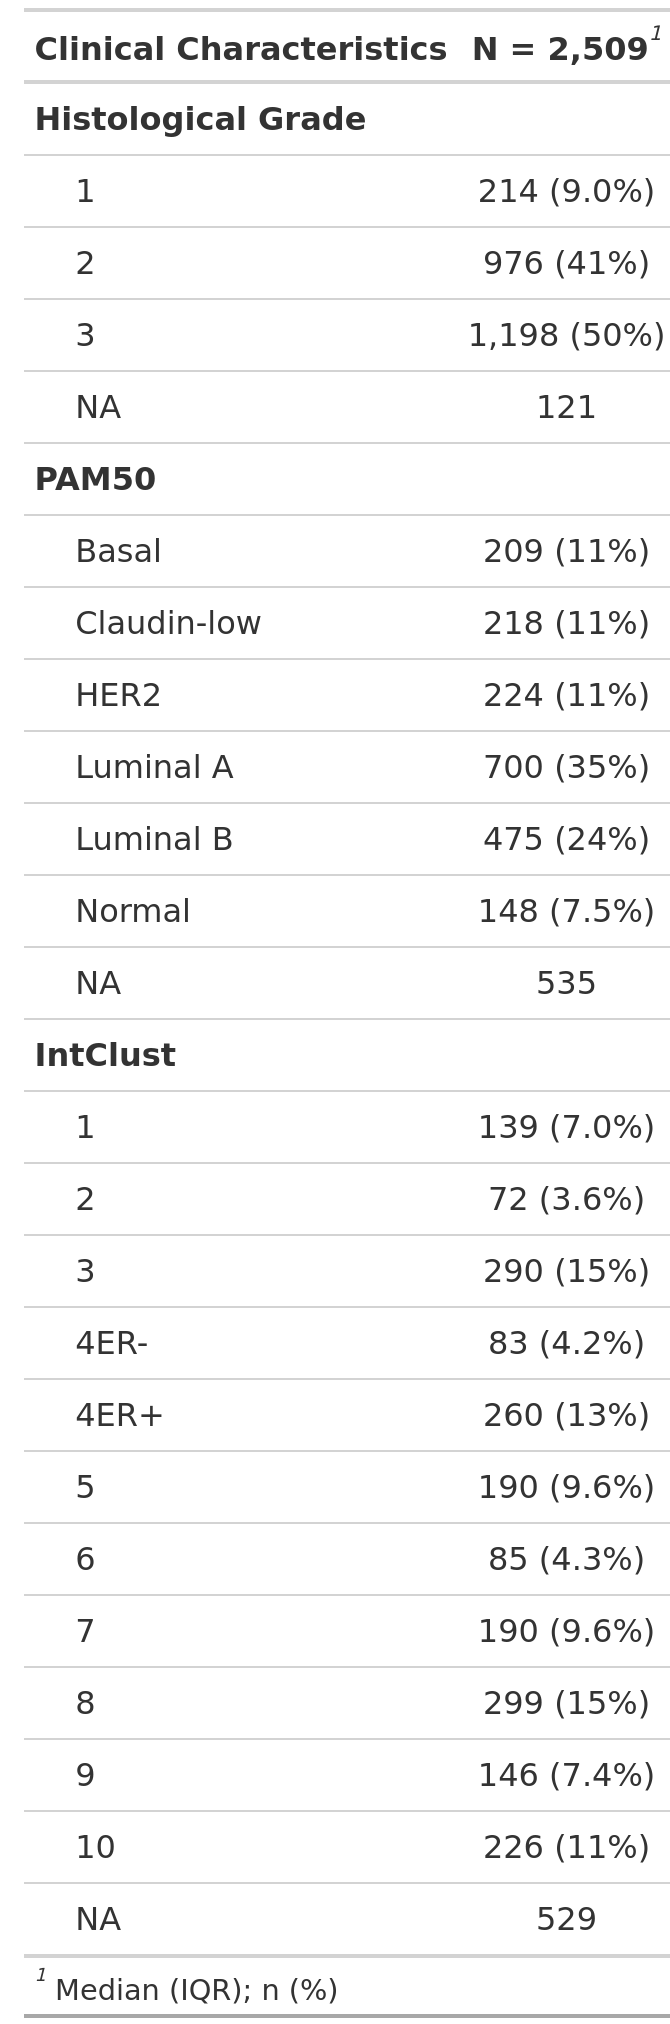 Clinical Characteristics N = 2,509¹
Histological Grade
1 214 (9.0%)
2 976 (41%)
3 1,198 (50%)
NA 121
PAM50
Basal 209 (11%)
Claudin-low 218 (11%)
HER2 224 (11%)
Luminal A 700 (35%)
Luminal B 475 (24%)
Normal 148 (7.5%)
NA 535
IntClust
1 139 (7.0%)
2 72 (3.6%)
3 290 (15%)
4ER- 83 (4.2%)
4ER+ 260 (13%)
5 190 (9.6%)
6 85 (4.3%)
7 190 (9.6%)
8 299 (15%)
9 146 (7.4%)
10 226 (11%)
NA 529
¹ Median (IQR); n (%)